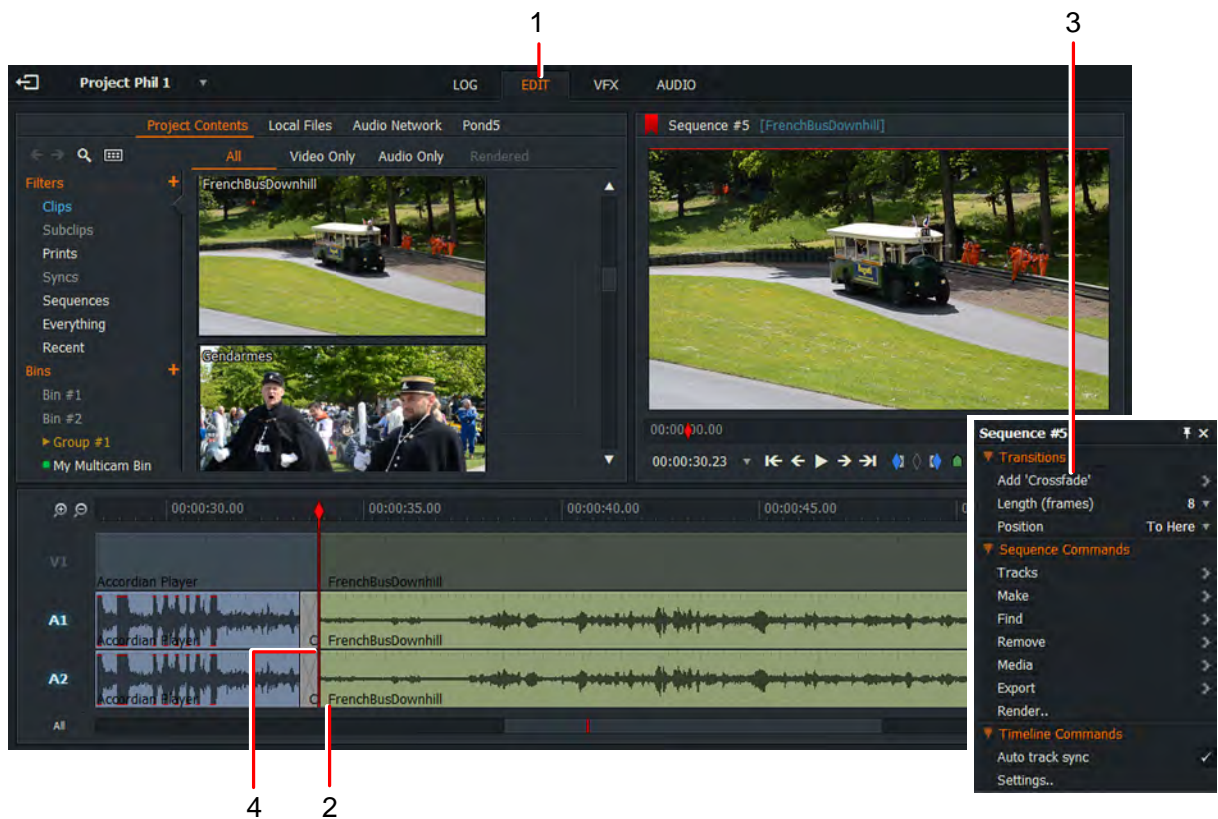 1
3
Project Phil 1
LOG
EDIT
VFX
AUDIO
Project Contents
Local Files
Audio Network
Pond5
All
Video Only
Audio Only
Rendered
Filters +
Clips
Subclips
Prints
Syncs
Sequences
Everything
Recent
Bins +
Bin #1
Bin #2
Group #1
My Multicam Bin
FrenchBusDownhill
Gendarmes
Sequence #5 [FrenchBusDownhill]
00:00:30.23
Sequence #5
Transitions
Add 'Crossfade'
Length (frames) 8
Position To Here
Sequence Commands
Tracks
Make
Find
Remove
Media
Export
Render..
Timeline Commands
Auto track sync
Settings..
00:00:30.00
00:00:35.00
00:00:40.00
00:00:45.00
V1
Accordian Player
FrenchBusDownhill
A1
Accordian Player
C
FrenchBusDownhill
A2
Accordian Player
C
FrenchBusDownhill
All
4
2